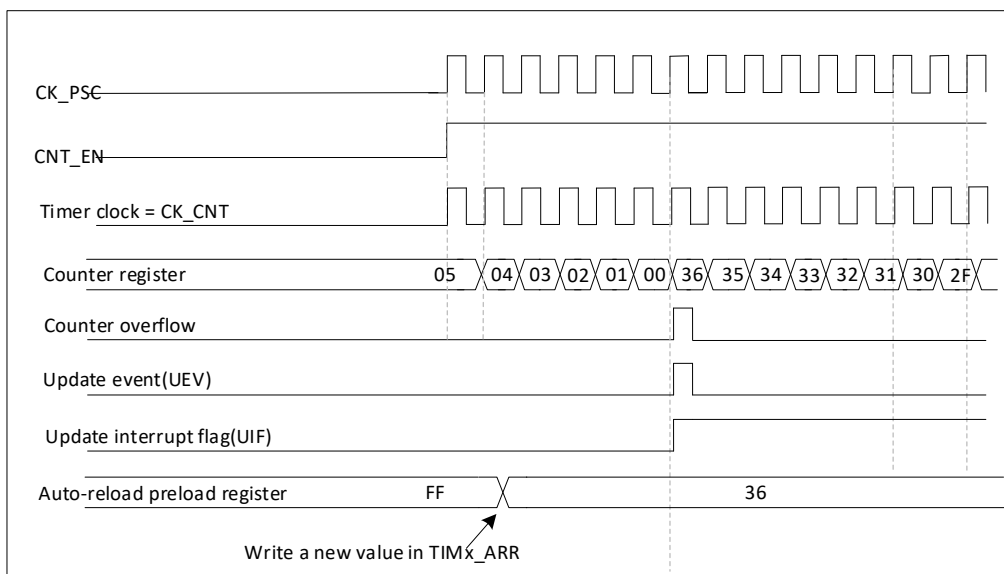 CK_PSC
CNT_EN
Timer clock = CK_CNT
Counter register 05 04 03 02 01 00 36 35 34 33 32 31 30 2F
Counter overflow
Update event(UEV)
Update interrupt flag(UIF)
Auto-reload preload register FF 36
Write a new value in TIMx_ARR